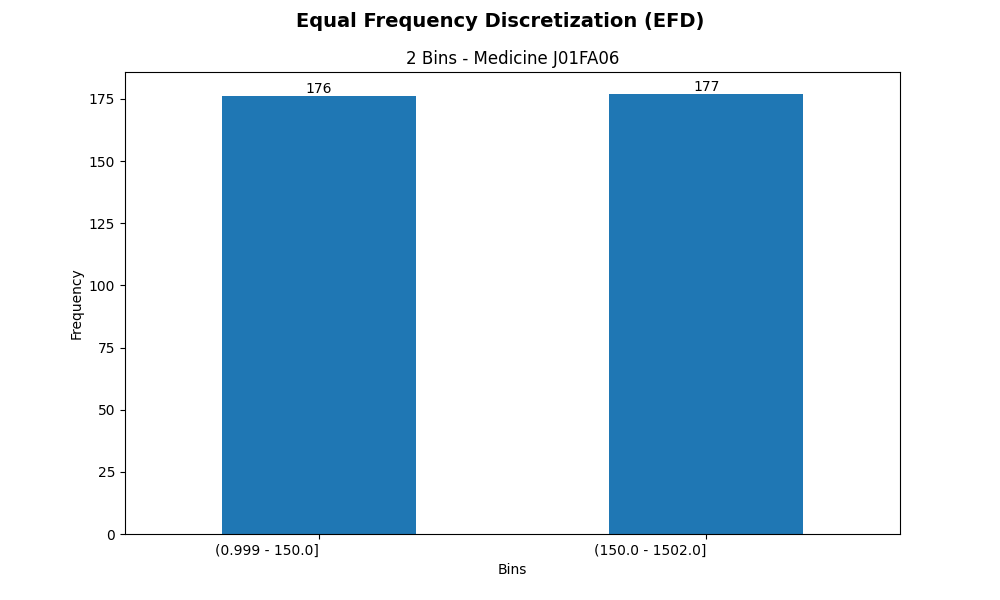 Equal Frequency Discretization (EFD)
2 Bins - Medicine J01FA06
176
177
175
150
125
100
75
50
25
0
Frequency
(0.999 - 150.0]
(150.0 - 1502.0]
Bins